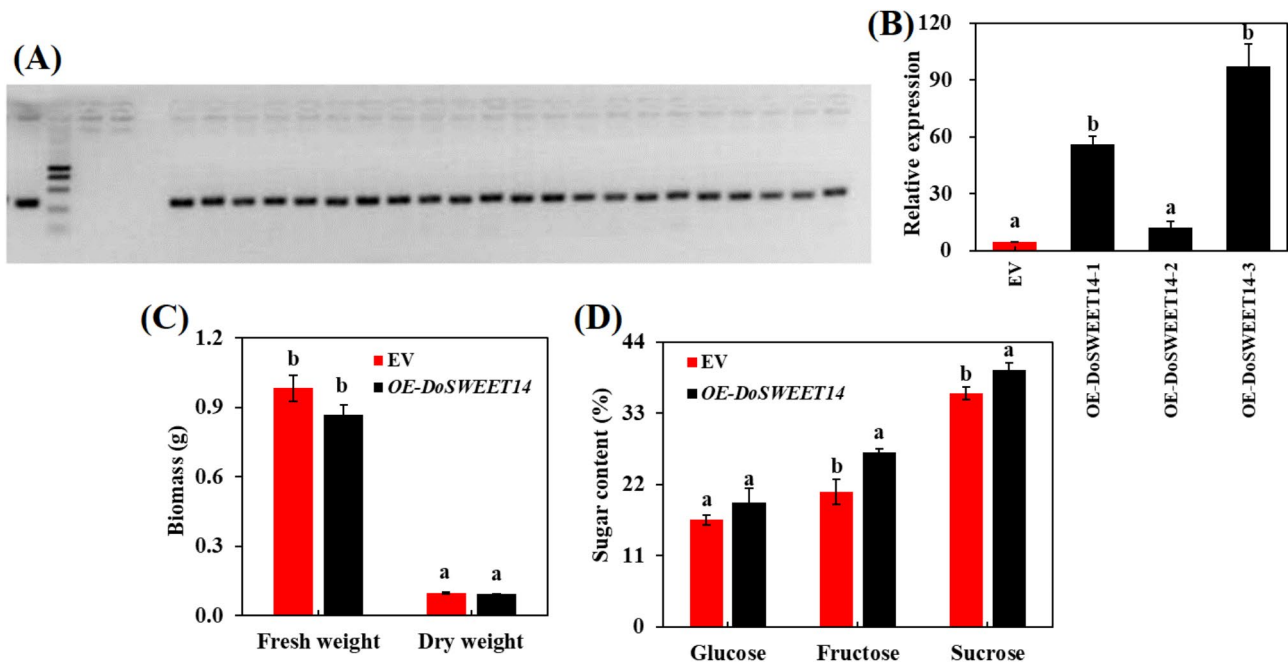 (A)
(B)
Relative expression
120
90
60
30
0
a
b
a
b
EV
OE-DoSWEET14-1
OE-DoSWEET14-2
OE-DoSWEET14-3
(C)
Biomass (g)
1.2
0.9
0.6
0.3
0.0
EV
OE-DoSWEET14
b
b
a
a
Fresh weight
Dry weight
(D)
Sugar content (%)
44
33
22
11
0
EV
OE-DoSWEET14
a
a
b
a
b
a
Glucose
Fructose
Sucrose